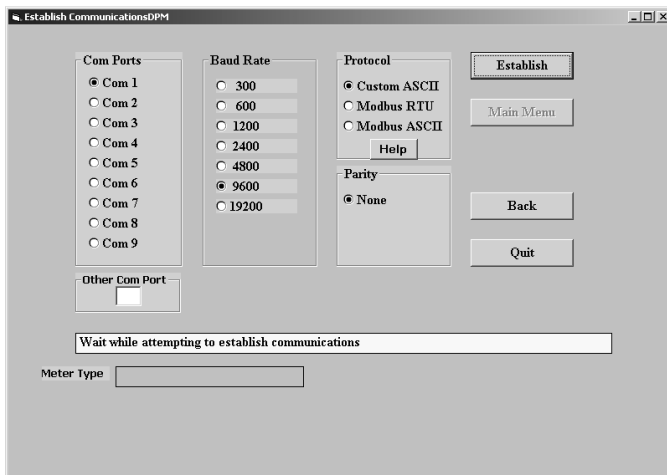 Establish CommunicationsDPM
Com Ports
Com 1
Com 2
Com 3
Com 4
Com 5
Com 6
Com 7
Com 8
Com 9
Other Com Port
Baud Rate
300
600
1200
2400
4800
9600
19200
Protocol
Custom ASCII
Modbus RTU
Modbus ASCII
Help
Parity
None
Establish
Main Menu
Back
Quit
Wait while attempting to establish communications
Meter Type